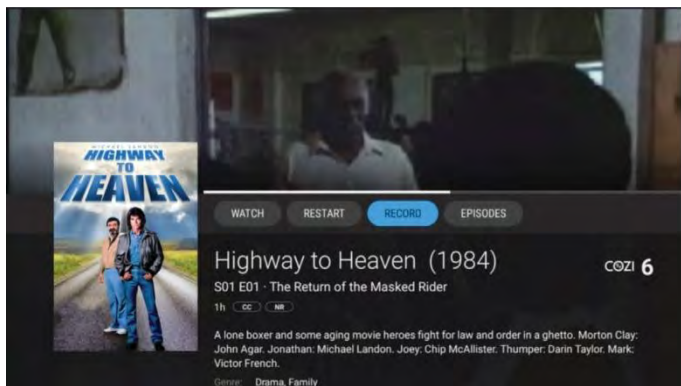 MICHAEL LANDON
HIGHWAY
TO
HEAVEN
WATCH RESTART RECORD EPISODES
Highway to Heaven (1984)
COZI 6
S01 E01 · The Return of the Masked Rider
1h CC NR
A lone boxer and some aging movie heroes fight for law and order in a ghetto. Morton Clay:
John Agar. Jonathan: Michael Landon. Joey: Chip McAllister. Thumper: Darin Taylor. Mark:
Victor French.
Genre: Drama, Family